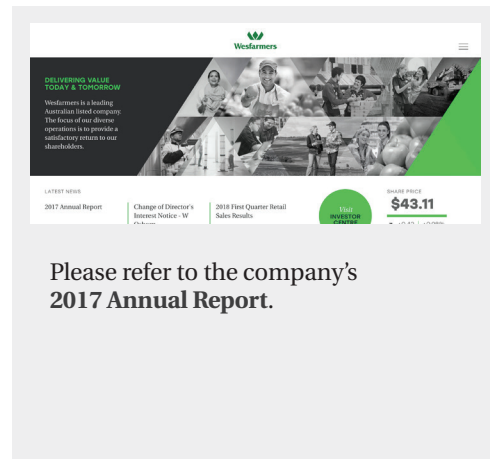 Wesfarmers
DELIVERING VALUE
TODAY & TOMORROW
Wesfarmers is a leading
Australian listed company.
The focus of our diverse
operations is to provide a
satisfactory return to our
shareholders.
LATEST NEWS
2017 Annual Report
Change of Director's
Interest Notice - W
2018 First Quarter Retail
Sales Results
Visit
INVESTOR
CENTRE
SHARE PRICE
$43.11
Please refer to the company’s
2017 Annual Report.